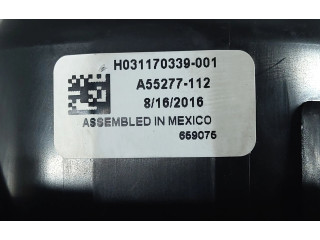 H031170339-001
A55277-112
8/16/2016
ASSEMBLED IN MEXICO
659075